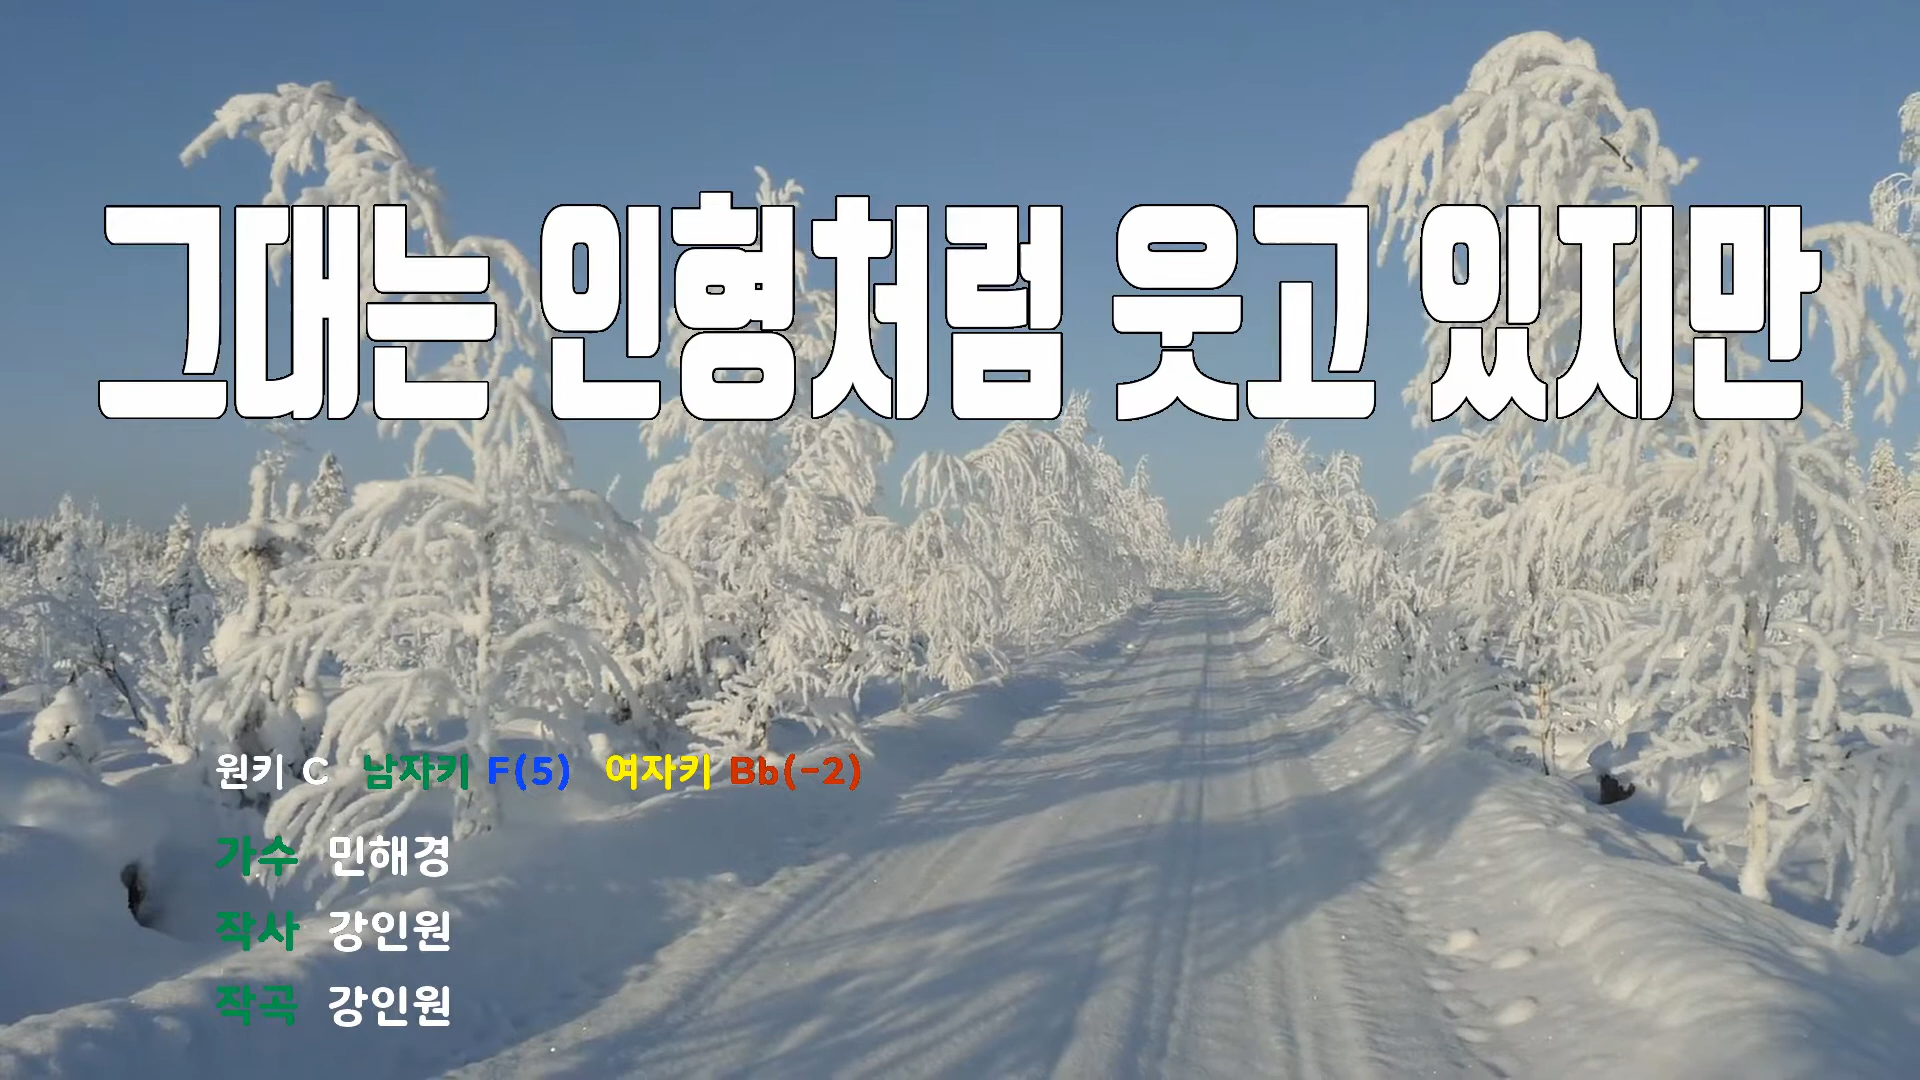 그대는 인형처럼 웃고 있지만
원키 C 남자키 F(5) 여자키 Bb(-2)
가수 민해경
작사 강인원
작곡 강인원